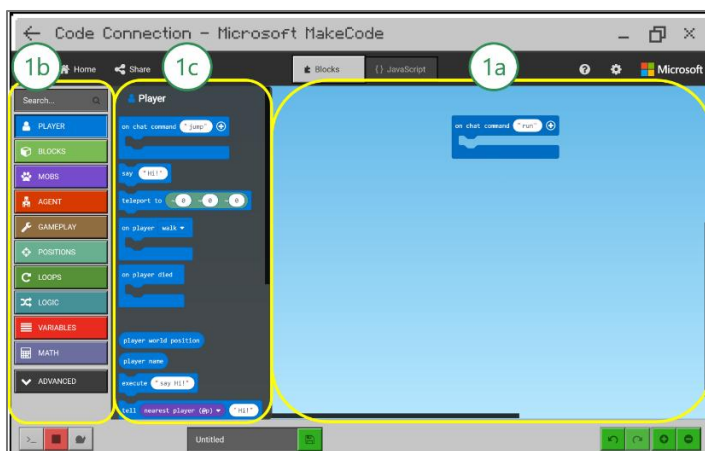 ← Code Connection - Microsoft MakeCode
1b
Home
Share
1c
Blocks
{} JavaScript
1a
?
Microsoft
Search...
PLAYER
BLOCKS
MOBS
AGENT
GAMEPLAY
POSITIONS
LOOPS
LOGIC
VARIABLES
MATH
ADVANCED
Player
on chat command "jump"
say "Hi!"
teleport to ~0 ~0 ~0
on player walk
on player died
player world position
player name
execute "say Hi!"
tell nearest player (@p) "Hi!"
on chat command "run"
Untitled